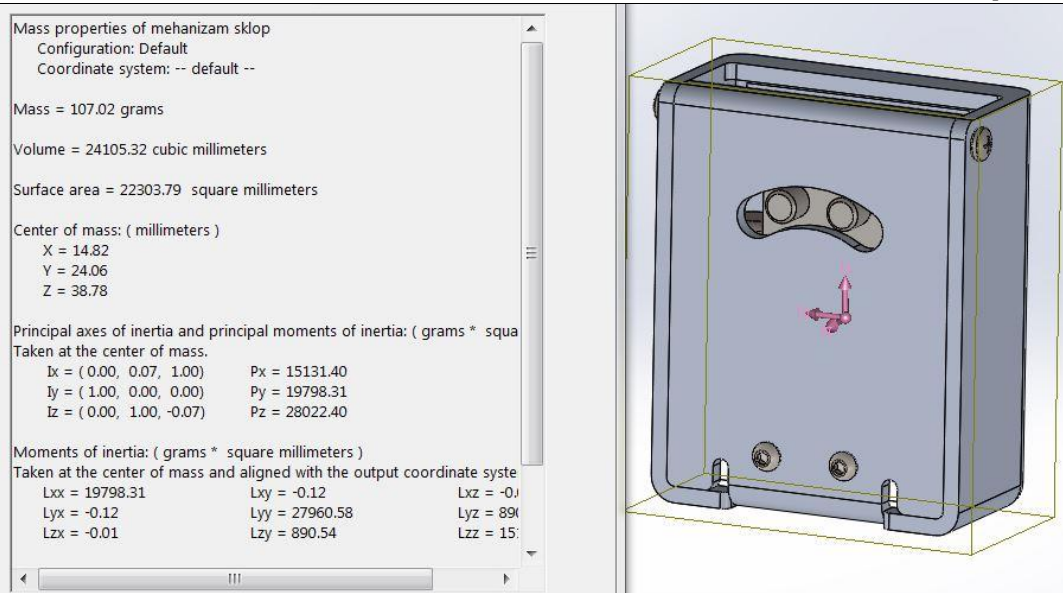 Mass properties of mehanizam sklop
Configuration: Default
Coordinate system: -- default --
Mass = 107.02 grams
Volume = 24105.32 cubic millimeters
Surface area = 22303.79 square millimeters
Center of mass: ( millimeters )
X = 14.82
Y = 24.06
Z = 38.78
Principal axes of inertia and principal moments of inertia: ( grams * squa
Taken at the center of mass.
Ix = ( 0.00, 0.07, 1.00) Px = 15131.40
Iy = ( 1.00, 0.00, 0.00) Py = 19798.31
Iz = ( 0.00, 1.00, -0.07) Pz = 28022.40
Moments of inertia: ( grams * square millimeters )
Taken at the center of mass and aligned with the output coordinate syste
Lxx = 19798.31 Lxy = -0.12 Lxz = -0.
Lyx = -0.12 Lyy = 27960.58 Lyz = 89
Lzx = -0.01 Lzy = 890.54 Lzz = 15